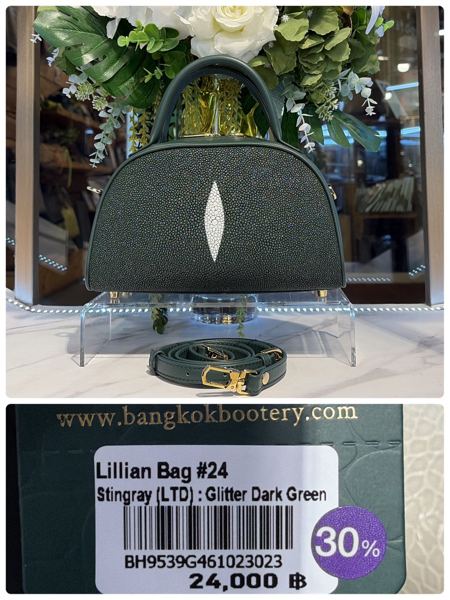 www.bangkokbootery.com
Lillian Bag #24
Stingray (LTD) : Glitter Dark Green
BH9539G461023023
30%
24,000 ฿